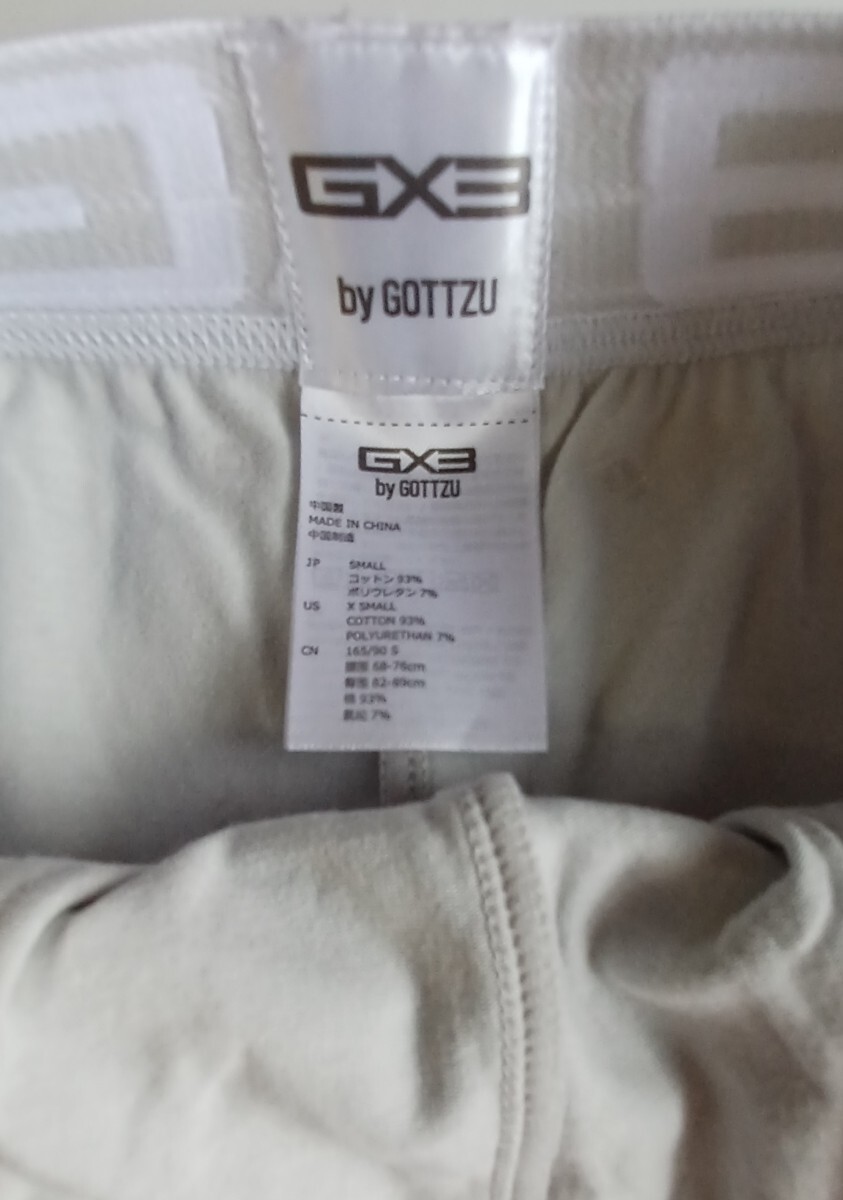 GX3
by GOTTZU
GX3
by GOTTZU
中国製
MADE IN CHINA
中国制造
JP SMALL
コットン 93%
ポリウレタン 7%
US X SMALL
COTTON 93%
POLYURETHAN 7%
CN 165/90 S
腰围 68-76cm
臀围 82-89cm
棉 93%
氨纶 7%